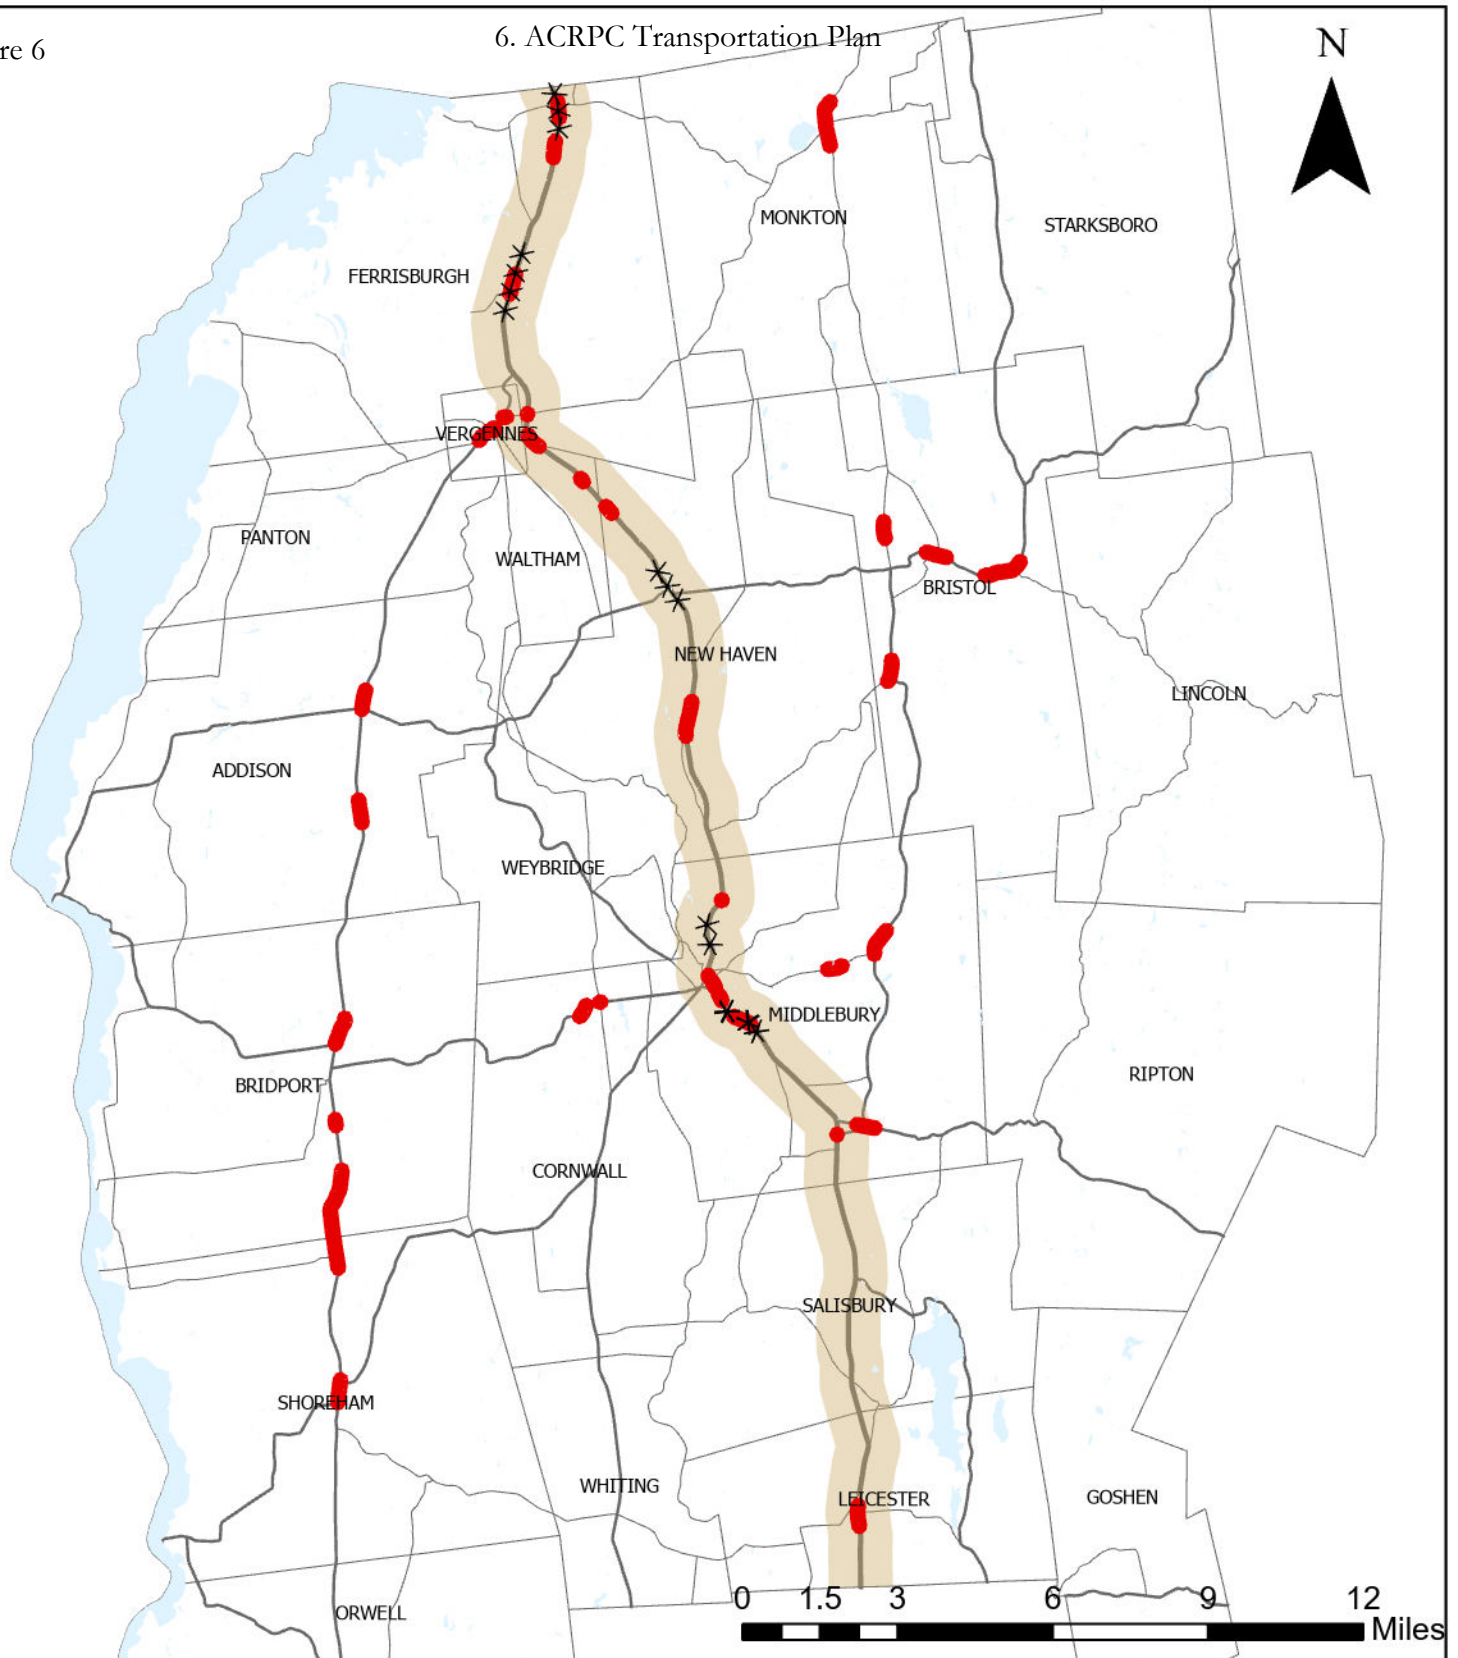 6. ACRPC Transportation Plan
re 6
N
MONKTON
STARKSBORO
FERRISBURGH
VERGENNES
PANTON
WALTHAM
BRISTOL
NEW HAVEN
LINCOLN
ADDISON
WEYBRIDGE
MIDDLEBURY
RIPTON
BRIDPORT
CORNWALL
SALISBURY
SHOREHAM
WHITING
LEICESTER
GOSHEN
ORWELL
0 1.5 3 6 9 12
Miles